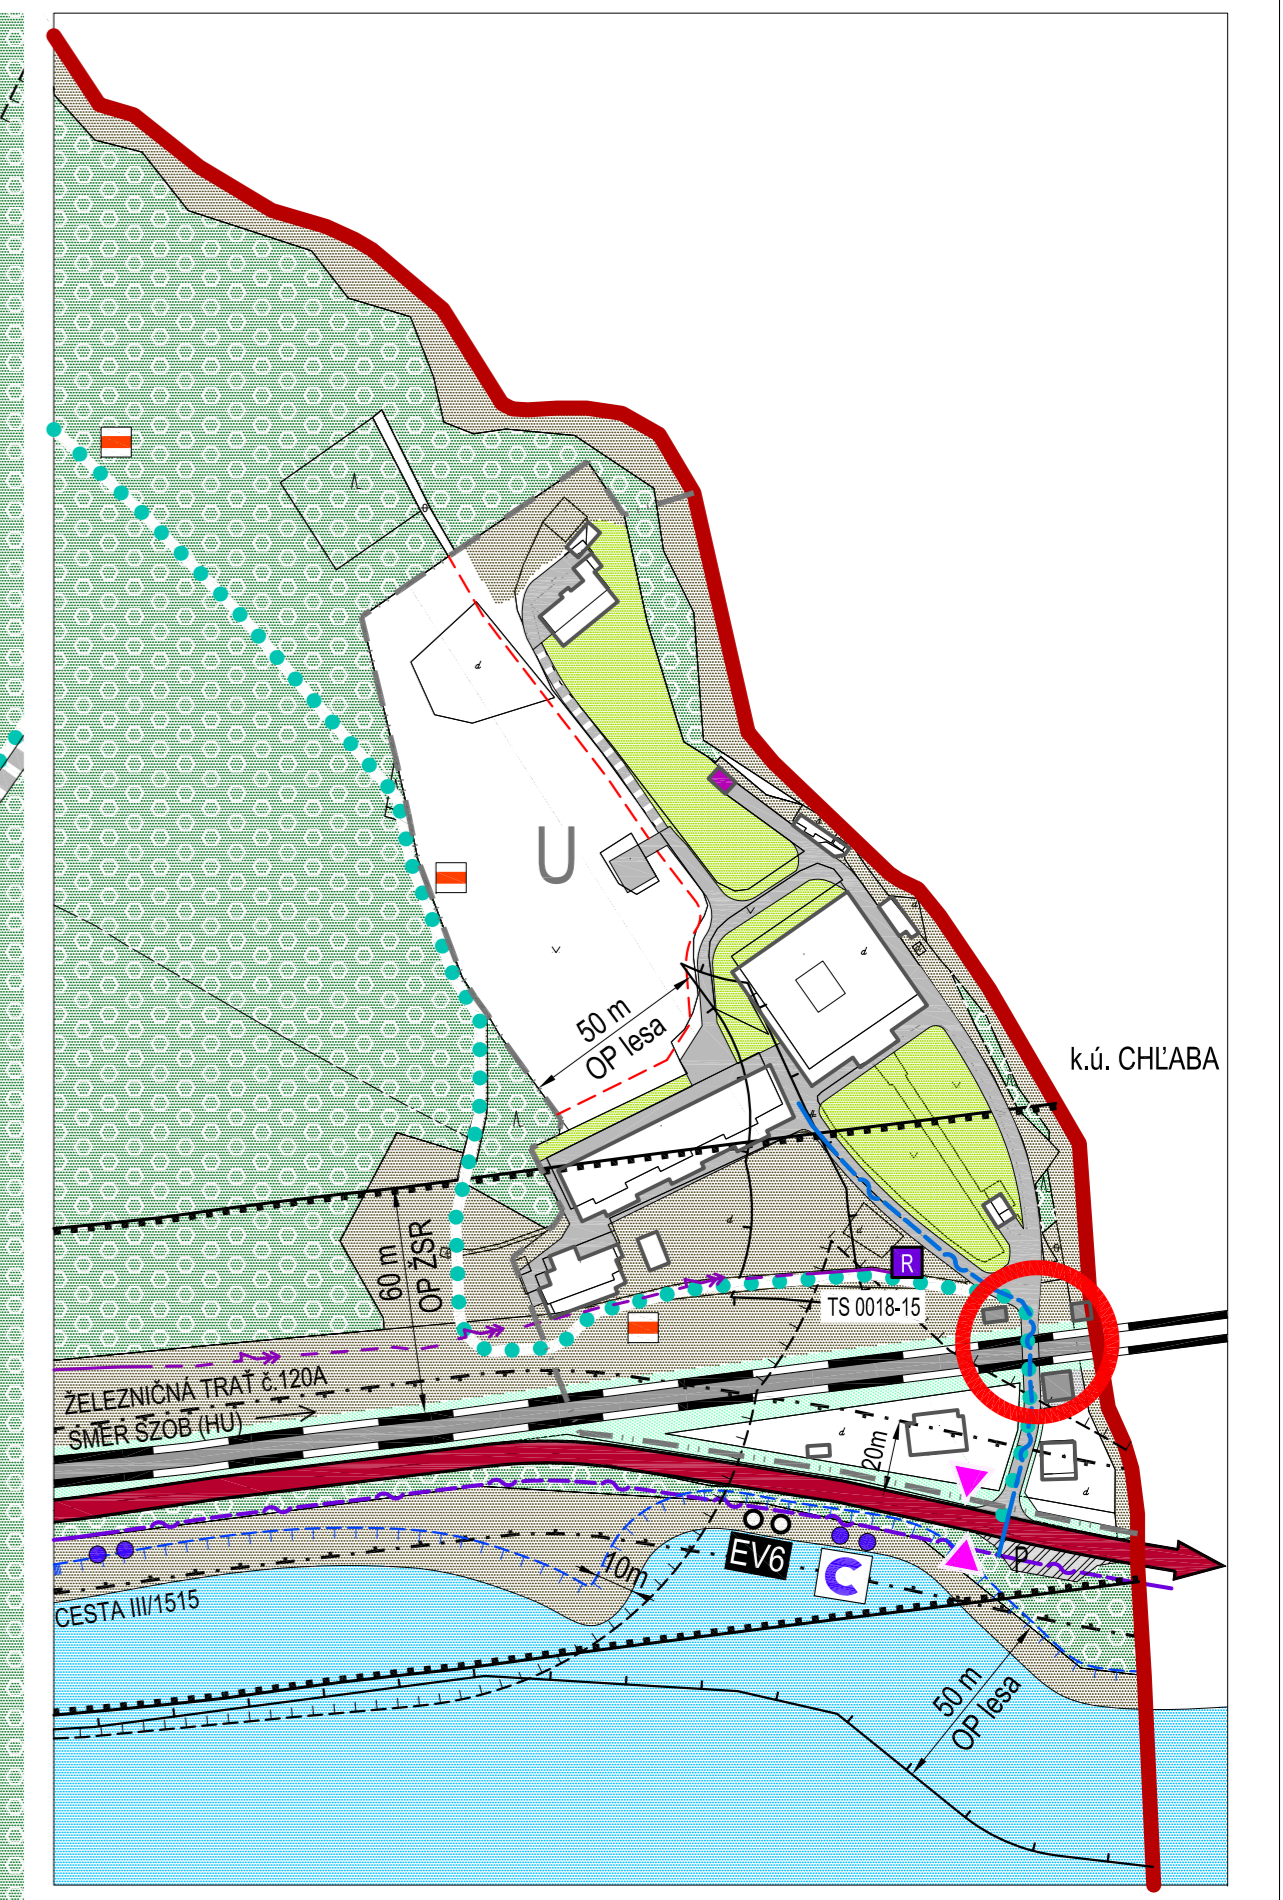 U
50 m
OP lesa
k.ú. CHĽABA
60 m
OP ŽSR
R
TS 0018-15
ŽELEZNIČNÁ TRAŤ č.120A
SMER SZOB (HU)
20m
P
EV6
C
10m
CESTA III/1515
50 m
OP lesa